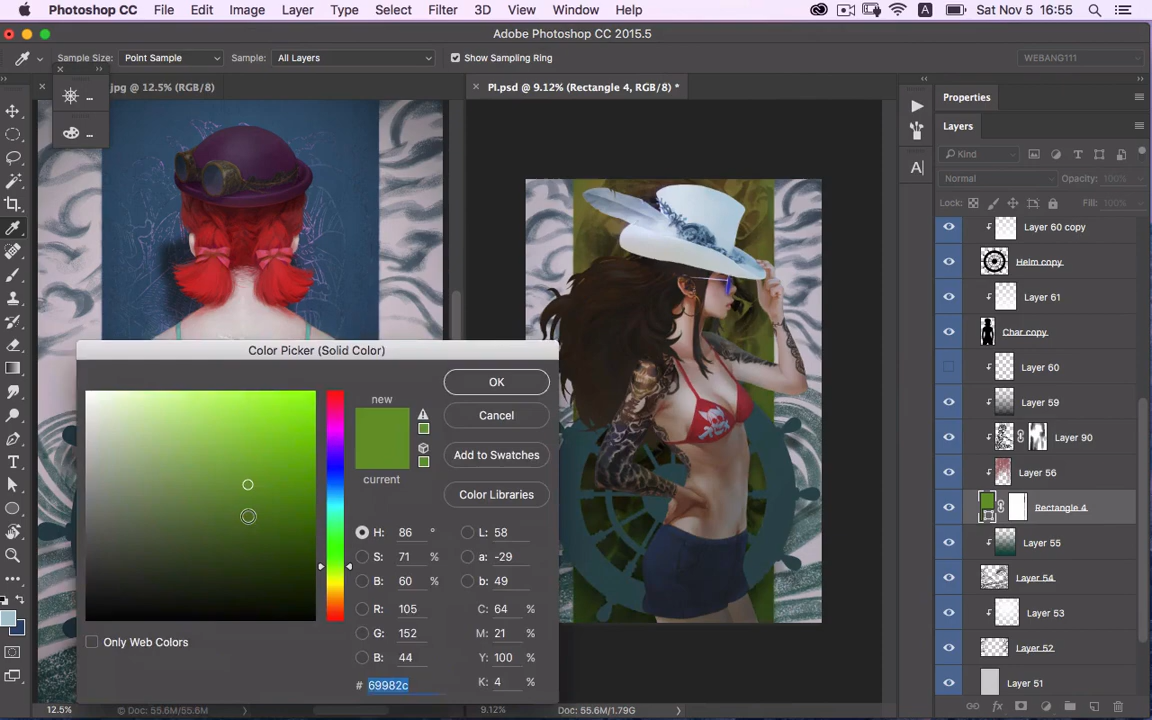 Photoshop CC File Edit Image Layer Type Select Filter 3D View Window Help A Sat Nov 5 16:55
Adobe Photoshop CC 2015.5
Sample Size: Point Sample Sample: All Layers Show Sampling Ring WEBANG111
jpg @ 12.5% (RGB/8) PI.psd @ 9.12% (Rectangle 4, RGB/8) *
...
...
Properties
Layers
Kind
Normal Opacity: 100%
Lock: Fill: 100%
Layer 60 copy
Helm copy
Layer 61
Char copy
Layer 60
Layer 59
Layer 90
Layer 56
Rectangle 4
Layer 55
Layer 54
Layer 53
Layer 52
Layer 51
Color Picker (Solid Color)
new
current
OK
Cancel
Add to Swatches
Color Libraries
H: 86 ° L: 58
S: 71 % a: -29
B: 60 % b: 49
R: 105 C: 64 %
G: 152 M: 21 %
B: 44 Y: 100 %
# 69982c K: 4 %
Only Web Colors
12.5% Doc: 55.6M/55.6M 9.12% Doc: 55.6M/1.79G